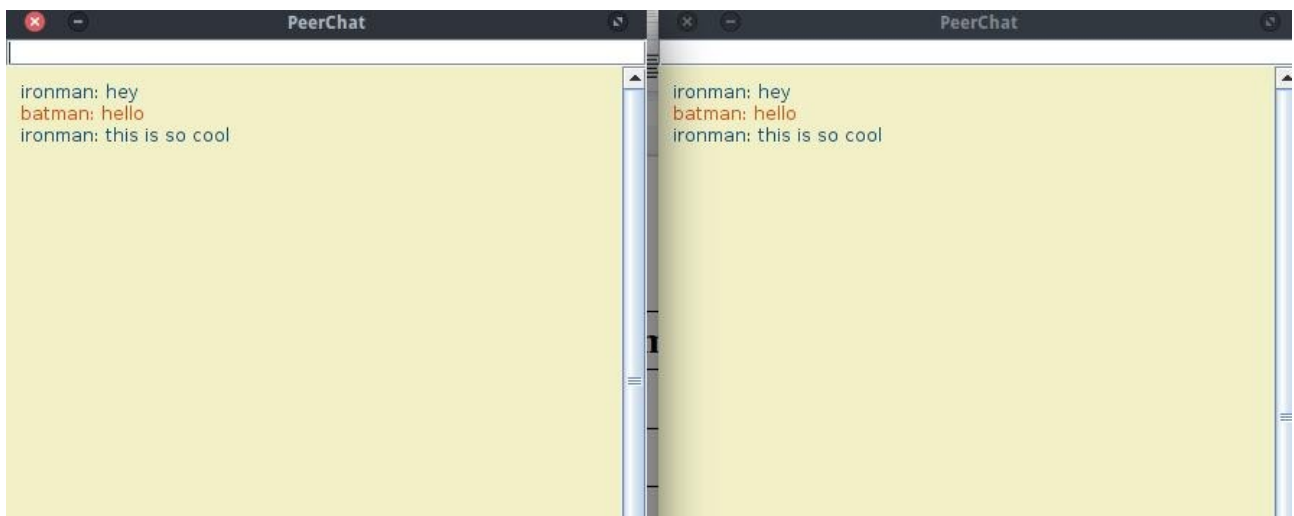 PeerChat
ironman: hey
batman: hello
ironman: this is so cool
PeerChat
ironman: hey
batman: hello
ironman: this is so cool